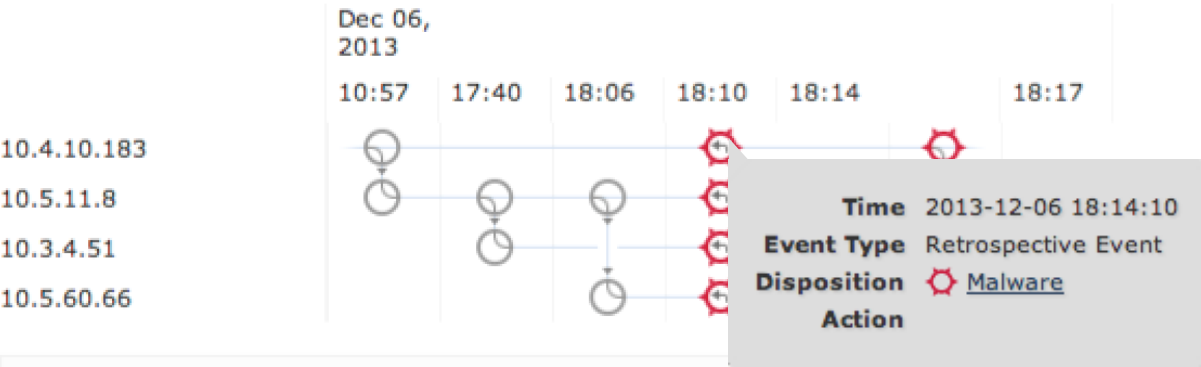 Dec 06,
2013
10:57 17:40 18:06 18:10 18:14 18:17
10.4.10.183
10.5.11.8
10.3.4.51
10.5.60.66
Time 2013-12-06 18:14:10
Event Type Retrospective Event
Disposition Malware
Action